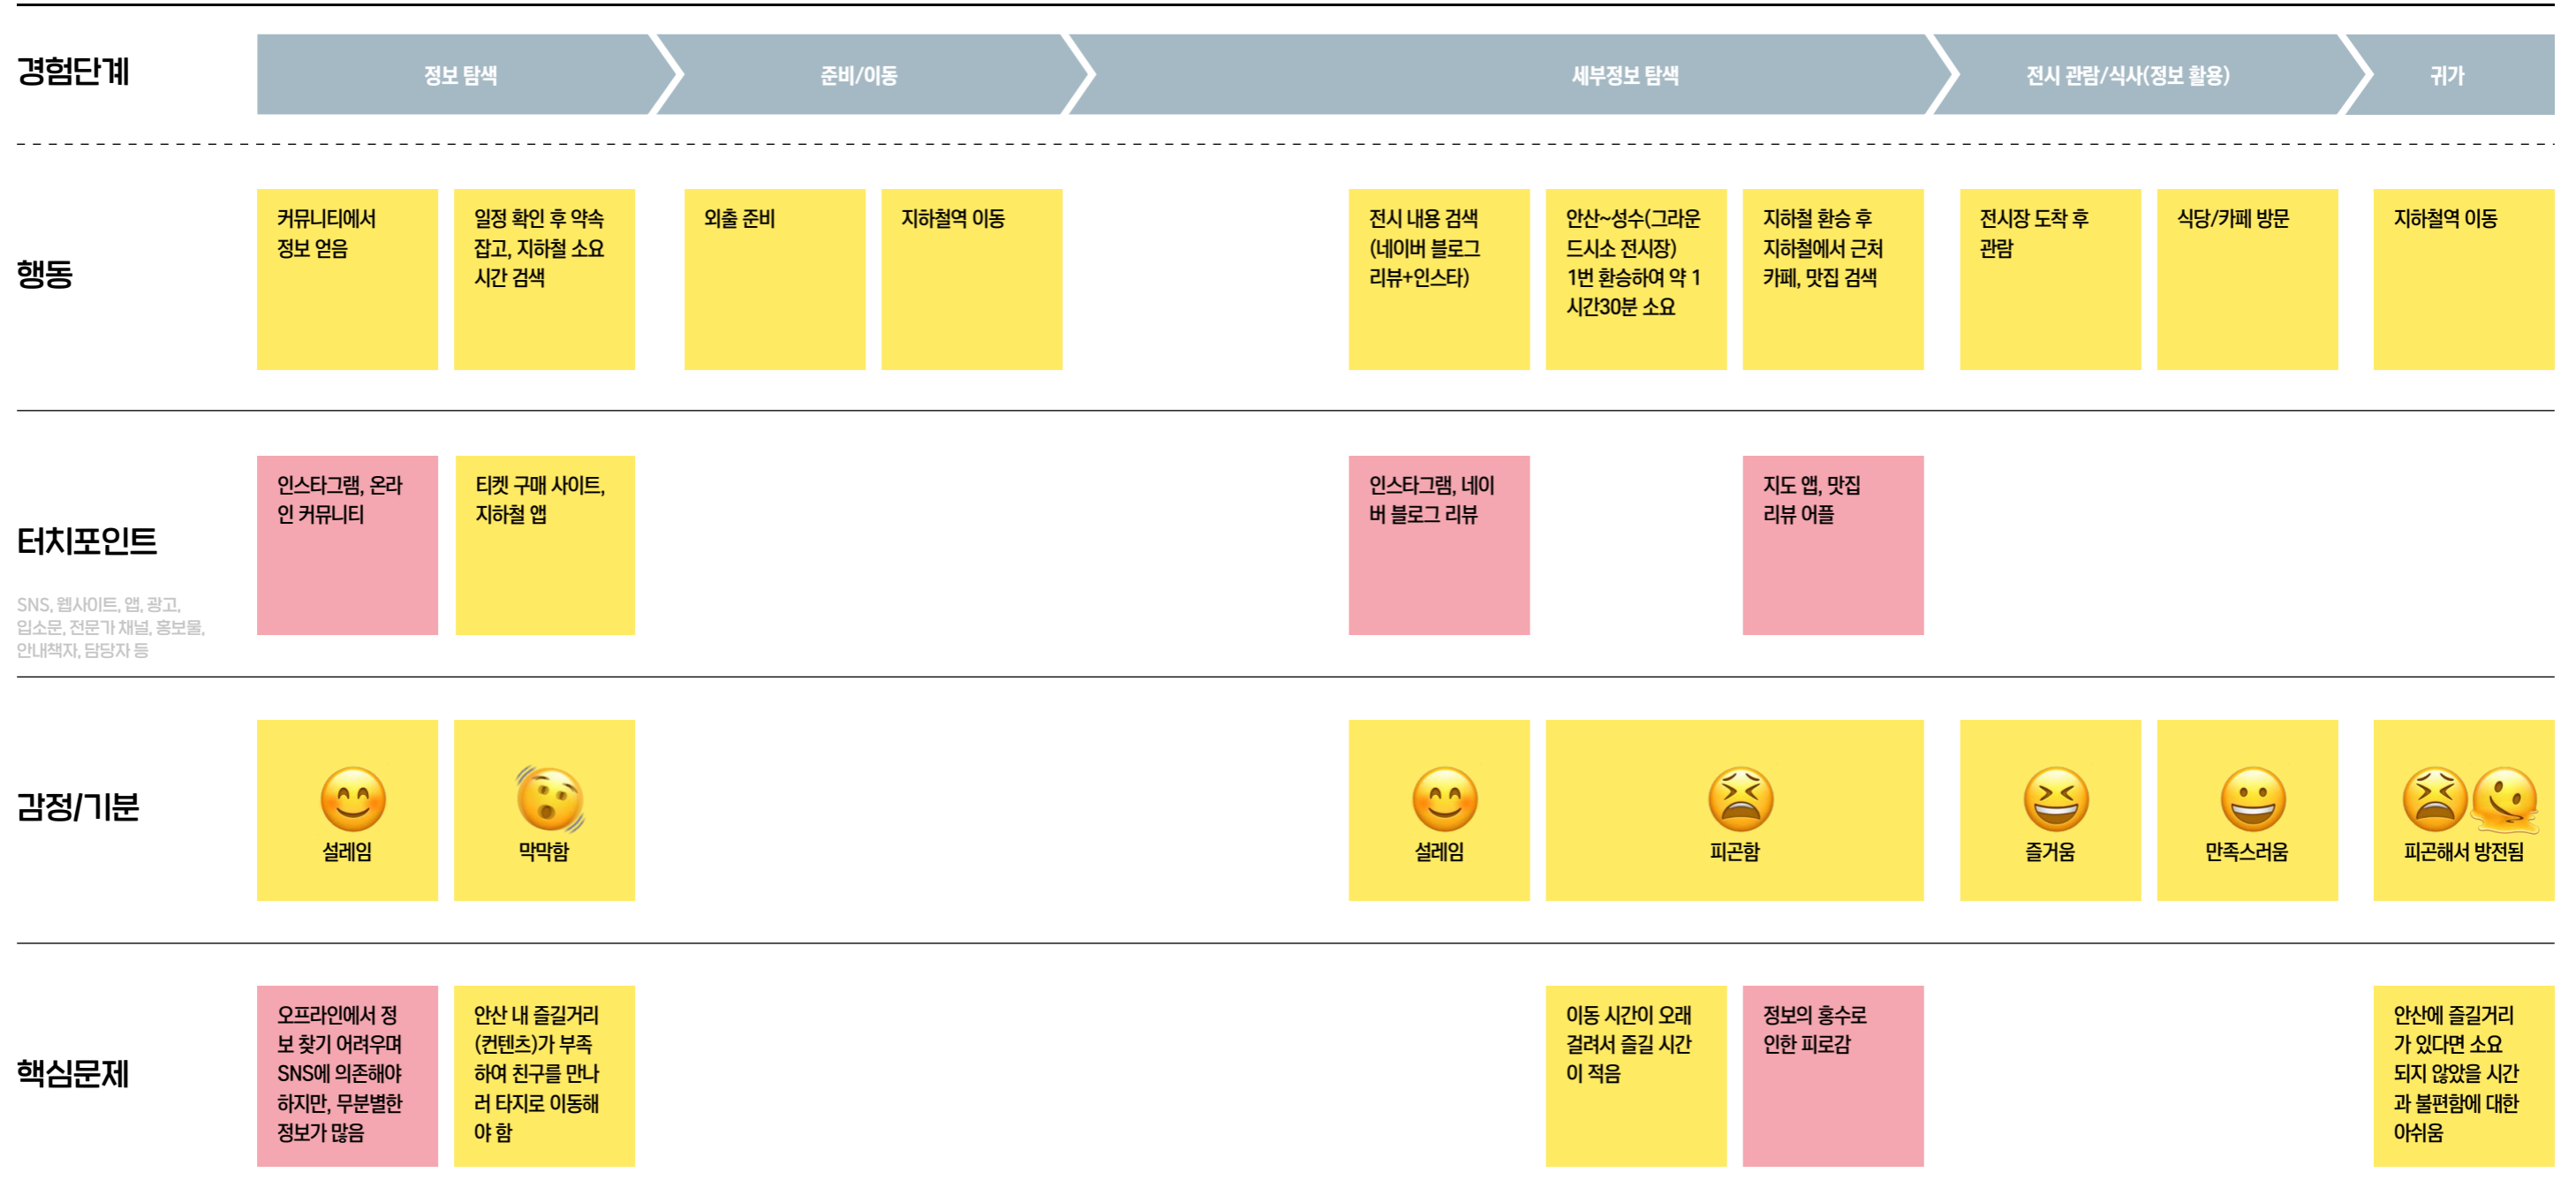 경험단계
정보 탐색
준비/이동
세부정보 탐색
전시 관람/식사(정보 활용)
귀가
행동
커뮤니티에서
정보 얻음
일정 확인 후 약속
잡고, 지하철 소요
시간 검색
외출 준비
지하철역 이동
전시 내용 검색
(네이버 블로그
리뷰+인스타)
안산~성수(그라운
드시소 전시장)
1번 환승하여 약 1
시간30분 소요
지하철 환승 후
지하철에서 근처
카페, 맛집 검색
전시장 도착 후
관람
식당/카페 방문
지하철역 이동
터치포인트
SNS, 웹사이트, 앱, 광고,
입소문, 전문가 채널, 홍보물,
안내책자, 담당자 등
인스타그램, 온라
인 커뮤니티
티켓 구매 사이트,
지하철 앱
인스타그램, 네이
버 블로그 리뷰
지도 앱, 맛집
리뷰 어플
감정/기분
설레임
막막함
설레임
피곤함
즐거움
만족스러움
피곤해서 방전됨
핵심문제
오프라인에서 정
보 찾기 어려우며
SNS에 의존해야
하지만, 무분별한
정보가 많음
안산 내 즐길거리
(컨텐츠)가 부족
하여 친구를 만나
러 타지로 이동해
야 함
이동 시간이 오래
걸려서 즐길 시간
이 적음
정보의 홍수로
인한 피로감
안산에 즐길거리
가 있다면 소요
되지 않았을 시간
과 불편함에 대한
아쉬움